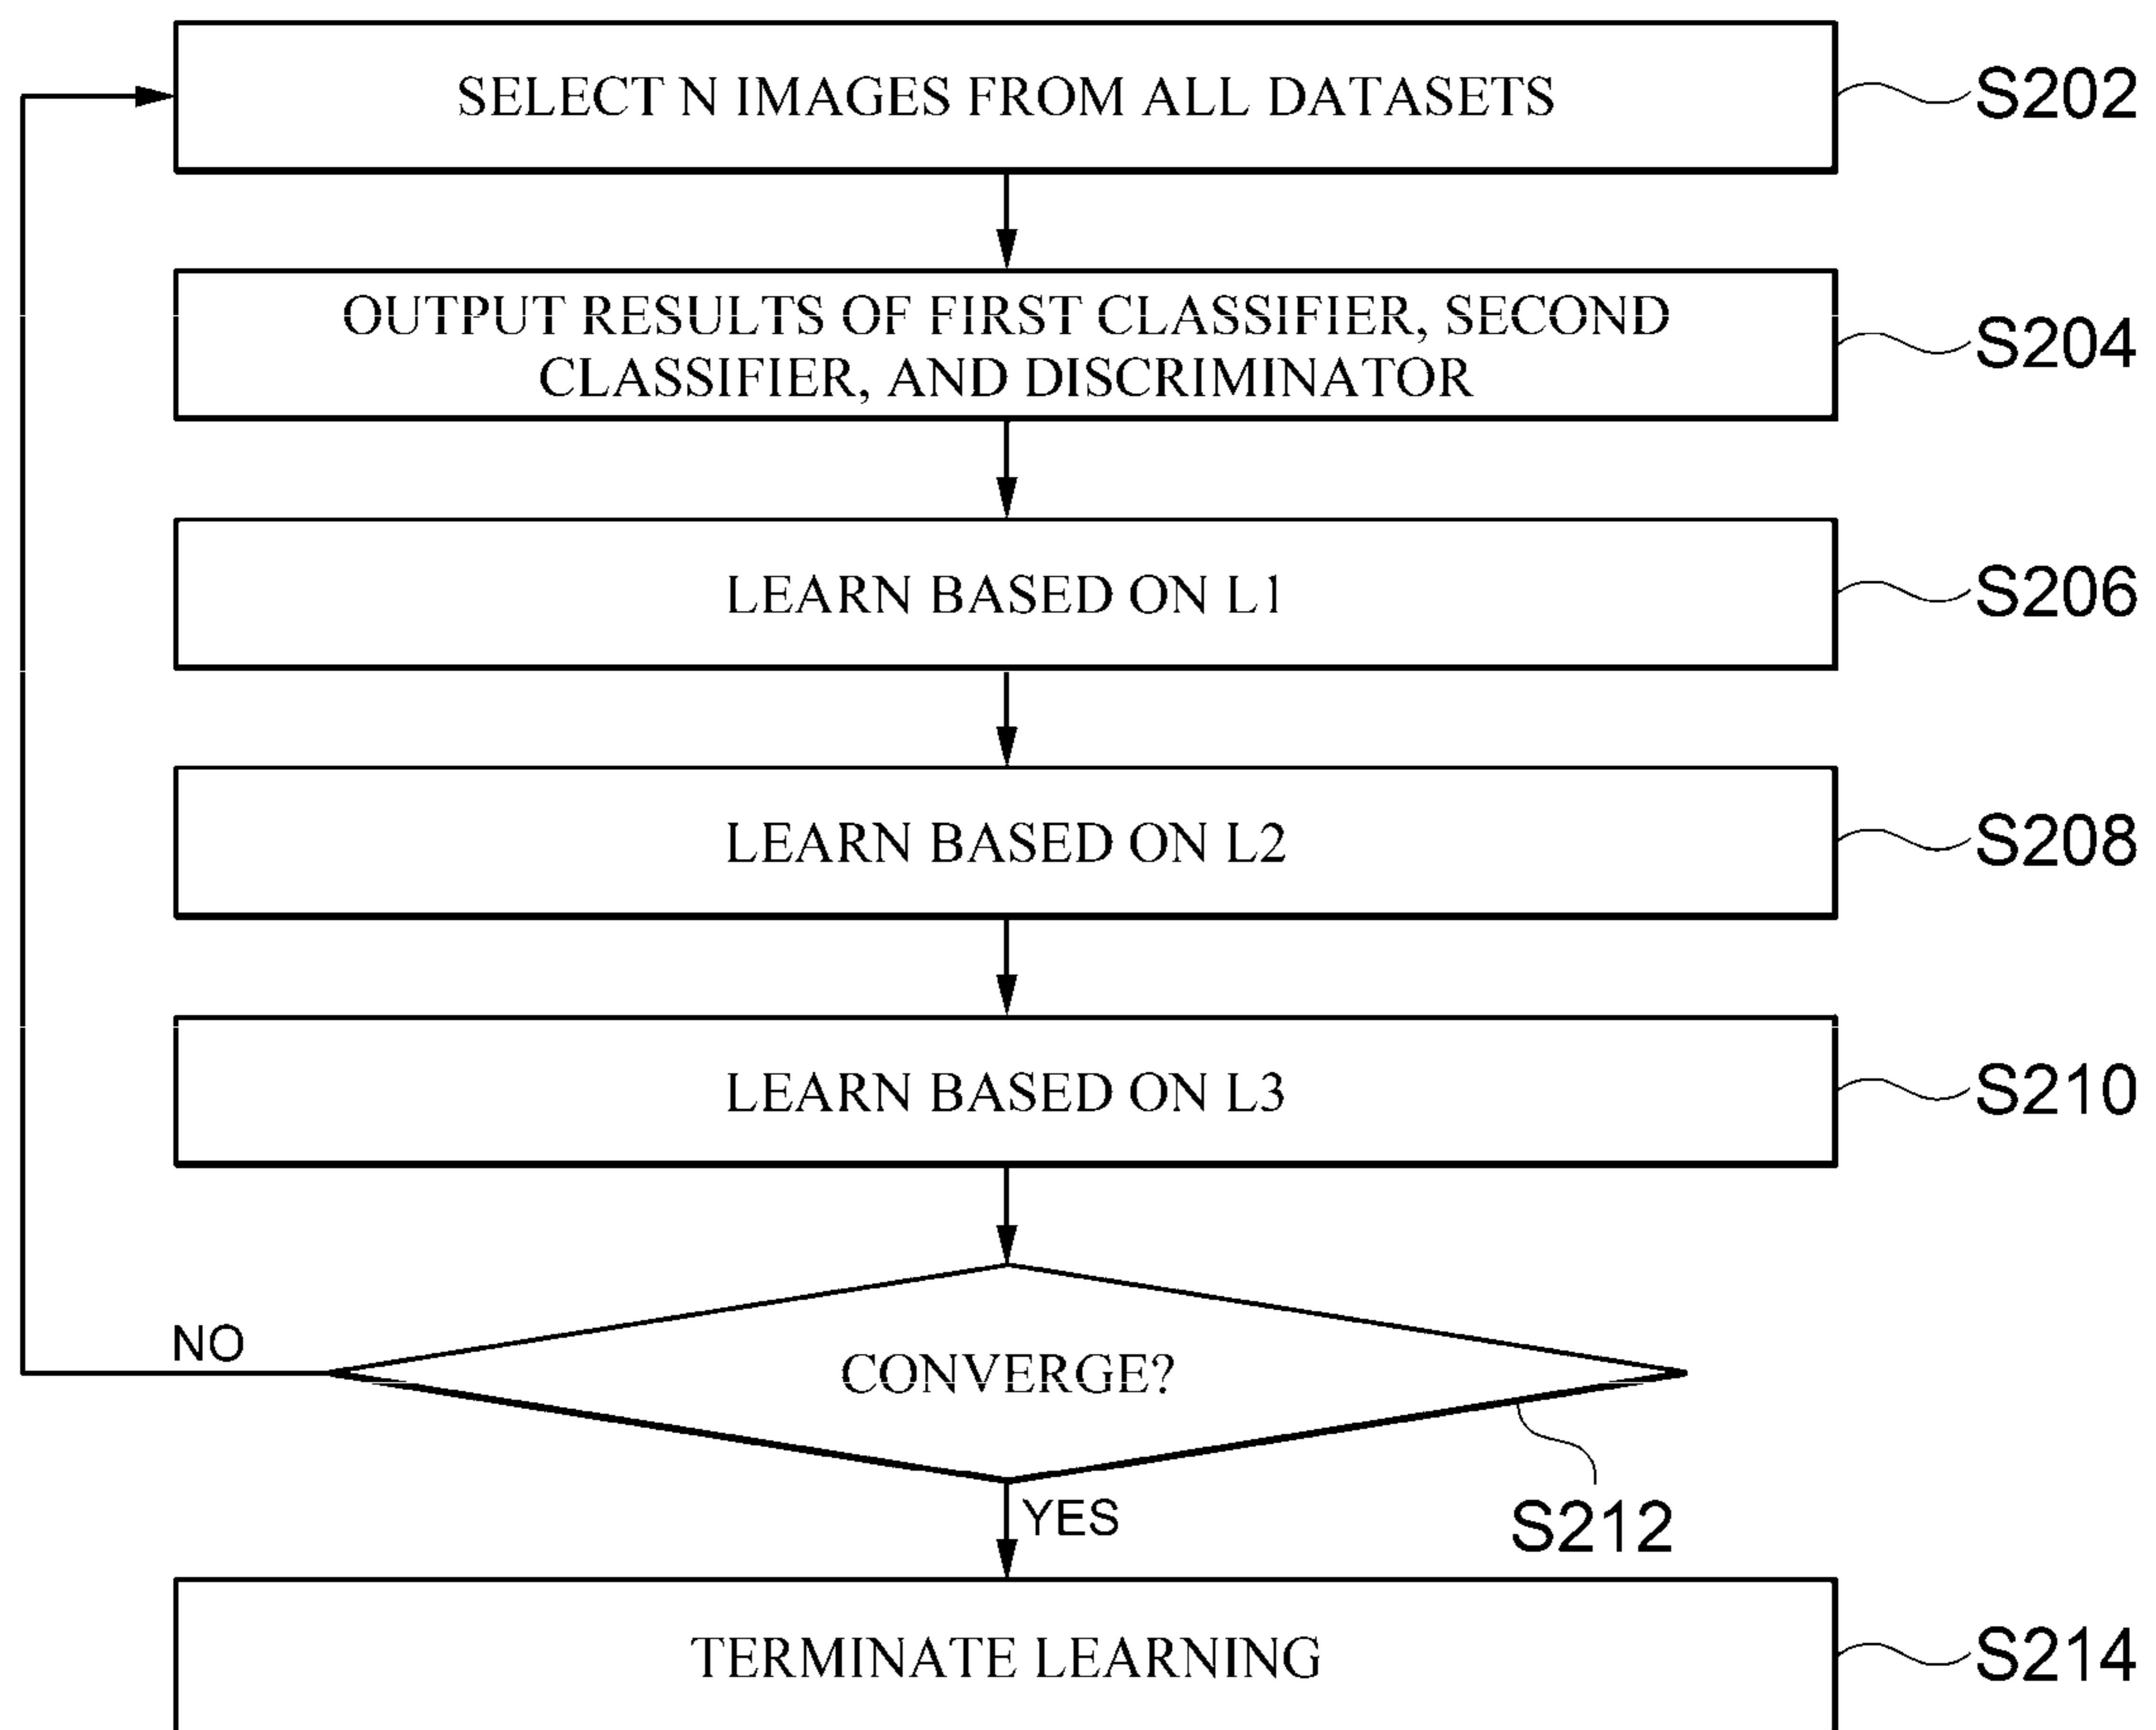 SELECT N IMAGES FROM ALL DATASETS
S202
OUTPUT RESULTS OF FIRST CLASSIFIER, SECOND
CLASSIFIER, AND DISCRIMINATOR
S204
LEARN BASED ON L1
S206
LEARN BASED ON L2
S208
LEARN BASED ON L3
S210
NO
CONVERGE?
YES
S212
TERMINATE LEARNING
S214